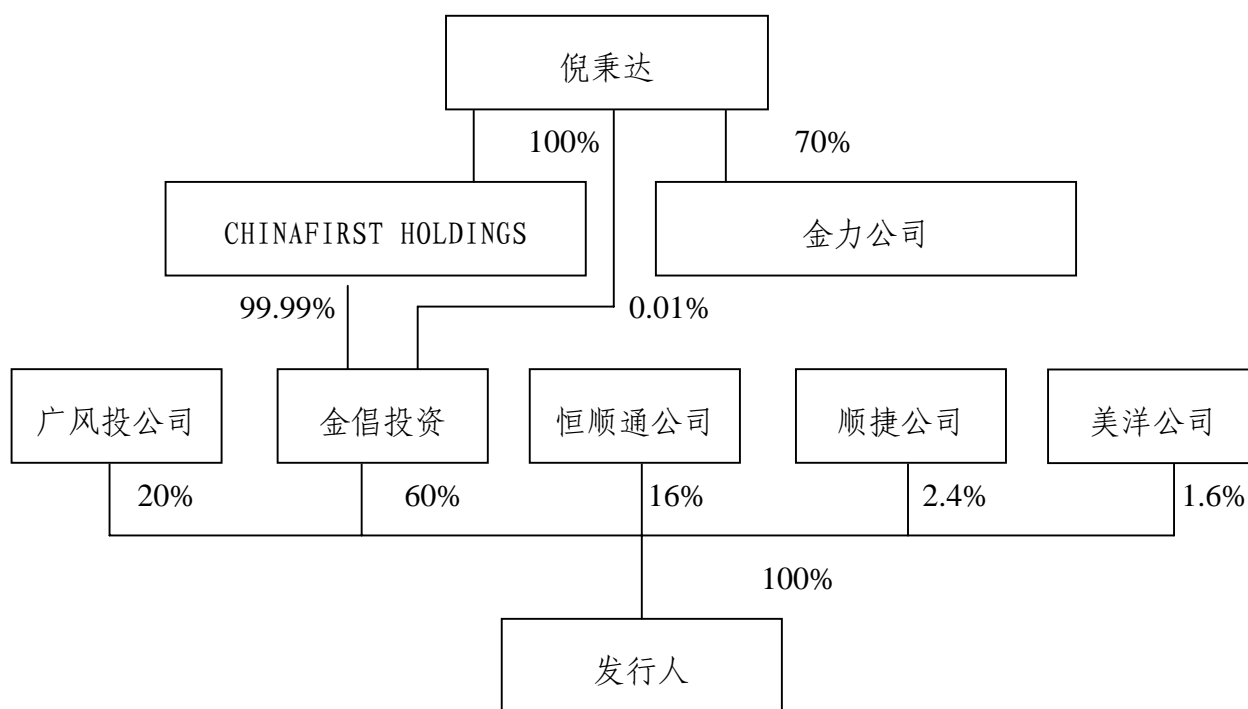 倪秉达
100%
70%
CHINAFIRST HOLDINGS
金力公司
99.99%
0.01%
广风投公司
金倡投资
恒顺通公司
顺捷公司
美洋公司
20%
60%
16%
2.4%
1.6%
100%
发行人